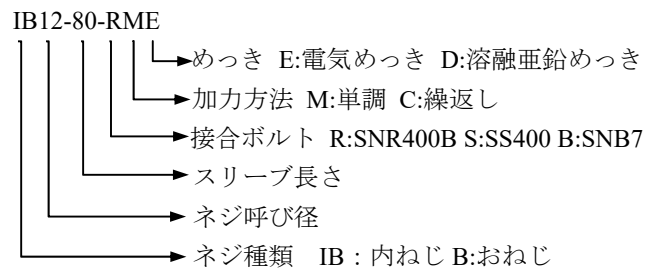 IB12-80-RME
めっき E:電気めっき D:溶融亜鉛めっき
加力方法 M:単調 C:繰返し
接合ボルト R:SNR400B S:SS400 B:SNB7
スリーブ長さ
ネジ呼び径
ネジ種類 IB：内ねじ B:おねじ